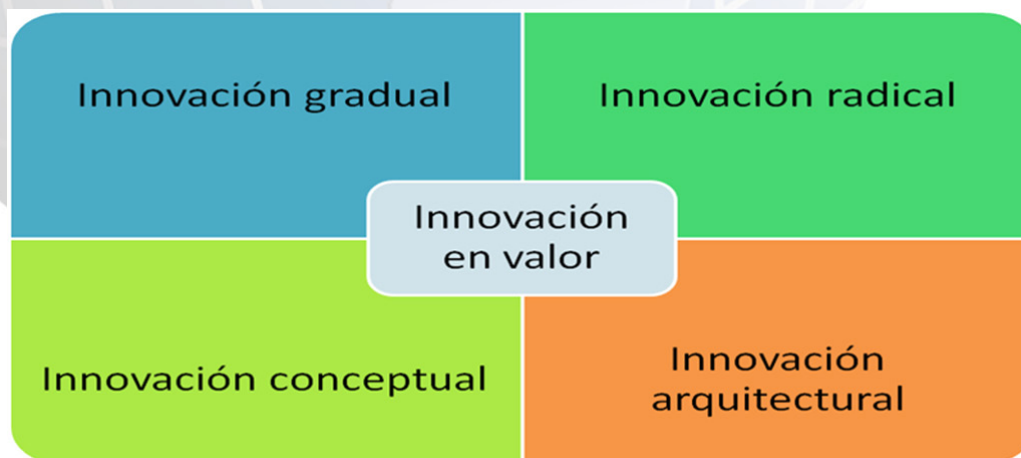 Innovación gradual
Innovación radical
Innovación
en valor
Innovación conceptual
Innovación
arquitectural